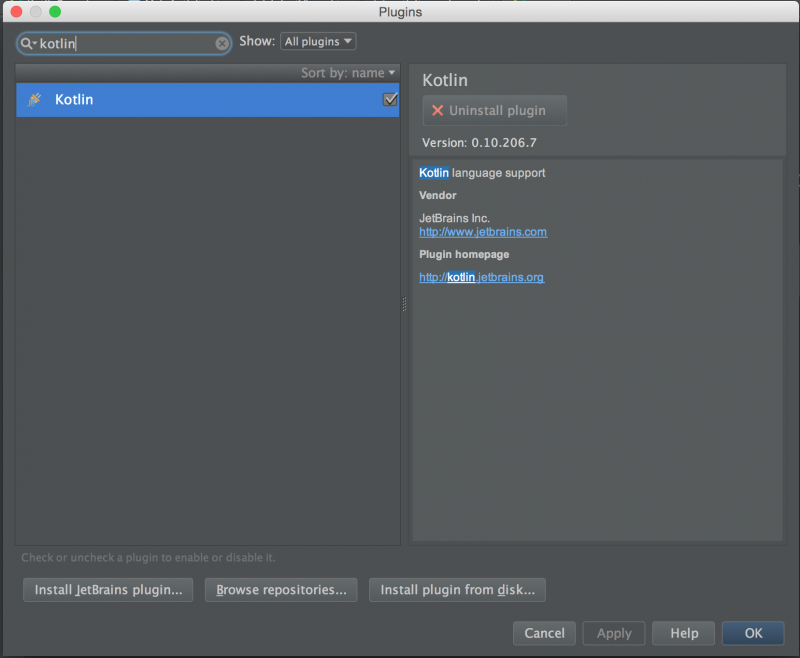 Plugins
kotlin
Show: All plugins
Sort by: name
Kotlin
Kotlin
Uninstall plugin
Version: 0.10.206.7
Kotlin language support
Vendor
JetBrains Inc.
http://www.jetbrains.com
Plugin homepage
http://kotlin.jetbrains.org
Check or uncheck a plugin to enable or disable it.
Install JetBrains plugin... Browse repositories... Install plugin from disk...
Cancel Apply Help OK